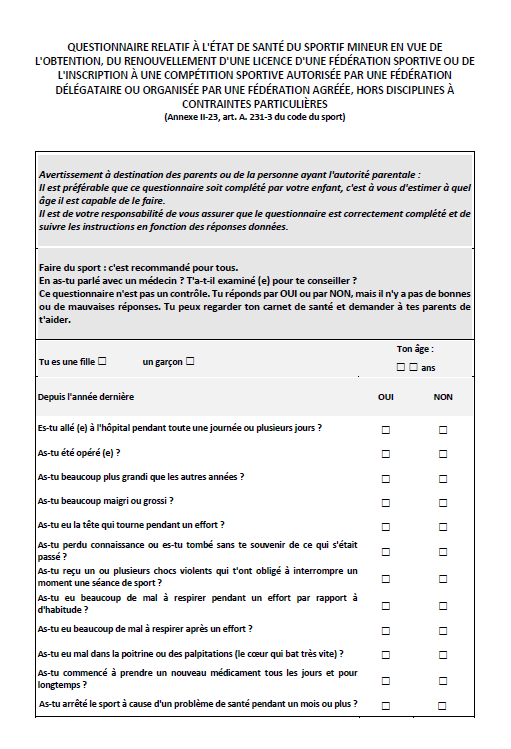 QUESTIONNAIRE RELATIF À L'ÉTAT DE SANTÉ DU SPORTIF MINEUR EN VUE DE
L'OBTENTION, DU RENOUVELLEMENT D'UNE LICENCE D'UNE FÉDÉRATION SPORTIVE OU DE
L'INSCRIPTION À UNE COMPÉTITION SPORTIVE AUTORISÉE PAR UNE FÉDÉRATION
DÉLÉGATAIRE OU ORGANISÉE PAR UNE FÉDÉRATION AGRÉÉE, HORS DISCIPLINES À
CONTRAINTES PARTICULIÈRES
(Annexe II-23, art. A. 231-3 du code du sport)
Avertissement à destination des parents ou de la personne ayant l'autorité parentale :
Il est préférable que ce questionnaire soit complété par votre enfant, c'est à vous d'estimer à quel
âge il est capable de le faire.
Il est de votre responsabilité de vous assurer que le questionnaire est correctement complété et de
suivre les instructions en fonction des réponses données.
Faire du sport : c'est recommandé pour tous.
En as-tu parlé avec un médecin ? T'a-t-il examiné (e) pour te conseiller ?
Ce questionnaire n'est pas un contrôle. Tu réponds par OUI ou par NON, mais il n'y a pas de bonnes
ou de mauvaises réponses. Tu peux regarder ton carnet de santé et demander à tes parents de
t'aider.
Tu es une fille ☐ un garçon ☐
Ton âge :
☐ ☐ ans
Depuis l'année dernière OUI NON
Es-tu allé (e) à l'hôpital pendant toute une journée ou plusieurs jours ? ☐ ☐
As-tu été opéré (e) ? ☐ ☐
As-tu beaucoup plus grandi que les autres années ? ☐ ☐
As-tu beaucoup maigri ou grossi ? ☐ ☐
As-tu eu la tête qui tourne pendant un effort ? ☐ ☐
As-tu perdu connaissance ou es-tu tombé sans te souvenir de ce qui s'était
passé ? ☐ ☐
As-tu reçu un ou plusieurs chocs violents qui t'ont obligé à interrompre un
moment une séance de sport ? ☐ ☐
As-tu eu beaucoup de mal à respirer pendant un effort par rapport à
d'habitude ? ☐ ☐
As-tu eu beaucoup de mal à respirer après un effort ? ☐ ☐
As-tu eu mal dans la poitrine ou des palpitations (le cœur qui bat très vite) ? ☐ ☐
As-tu commencé à prendre un nouveau médicament tous les jours et pour
longtemps ? ☐ ☐
As-tu arrêté le sport à cause d'un problème de santé pendant un mois ou plus ? ☐ ☐